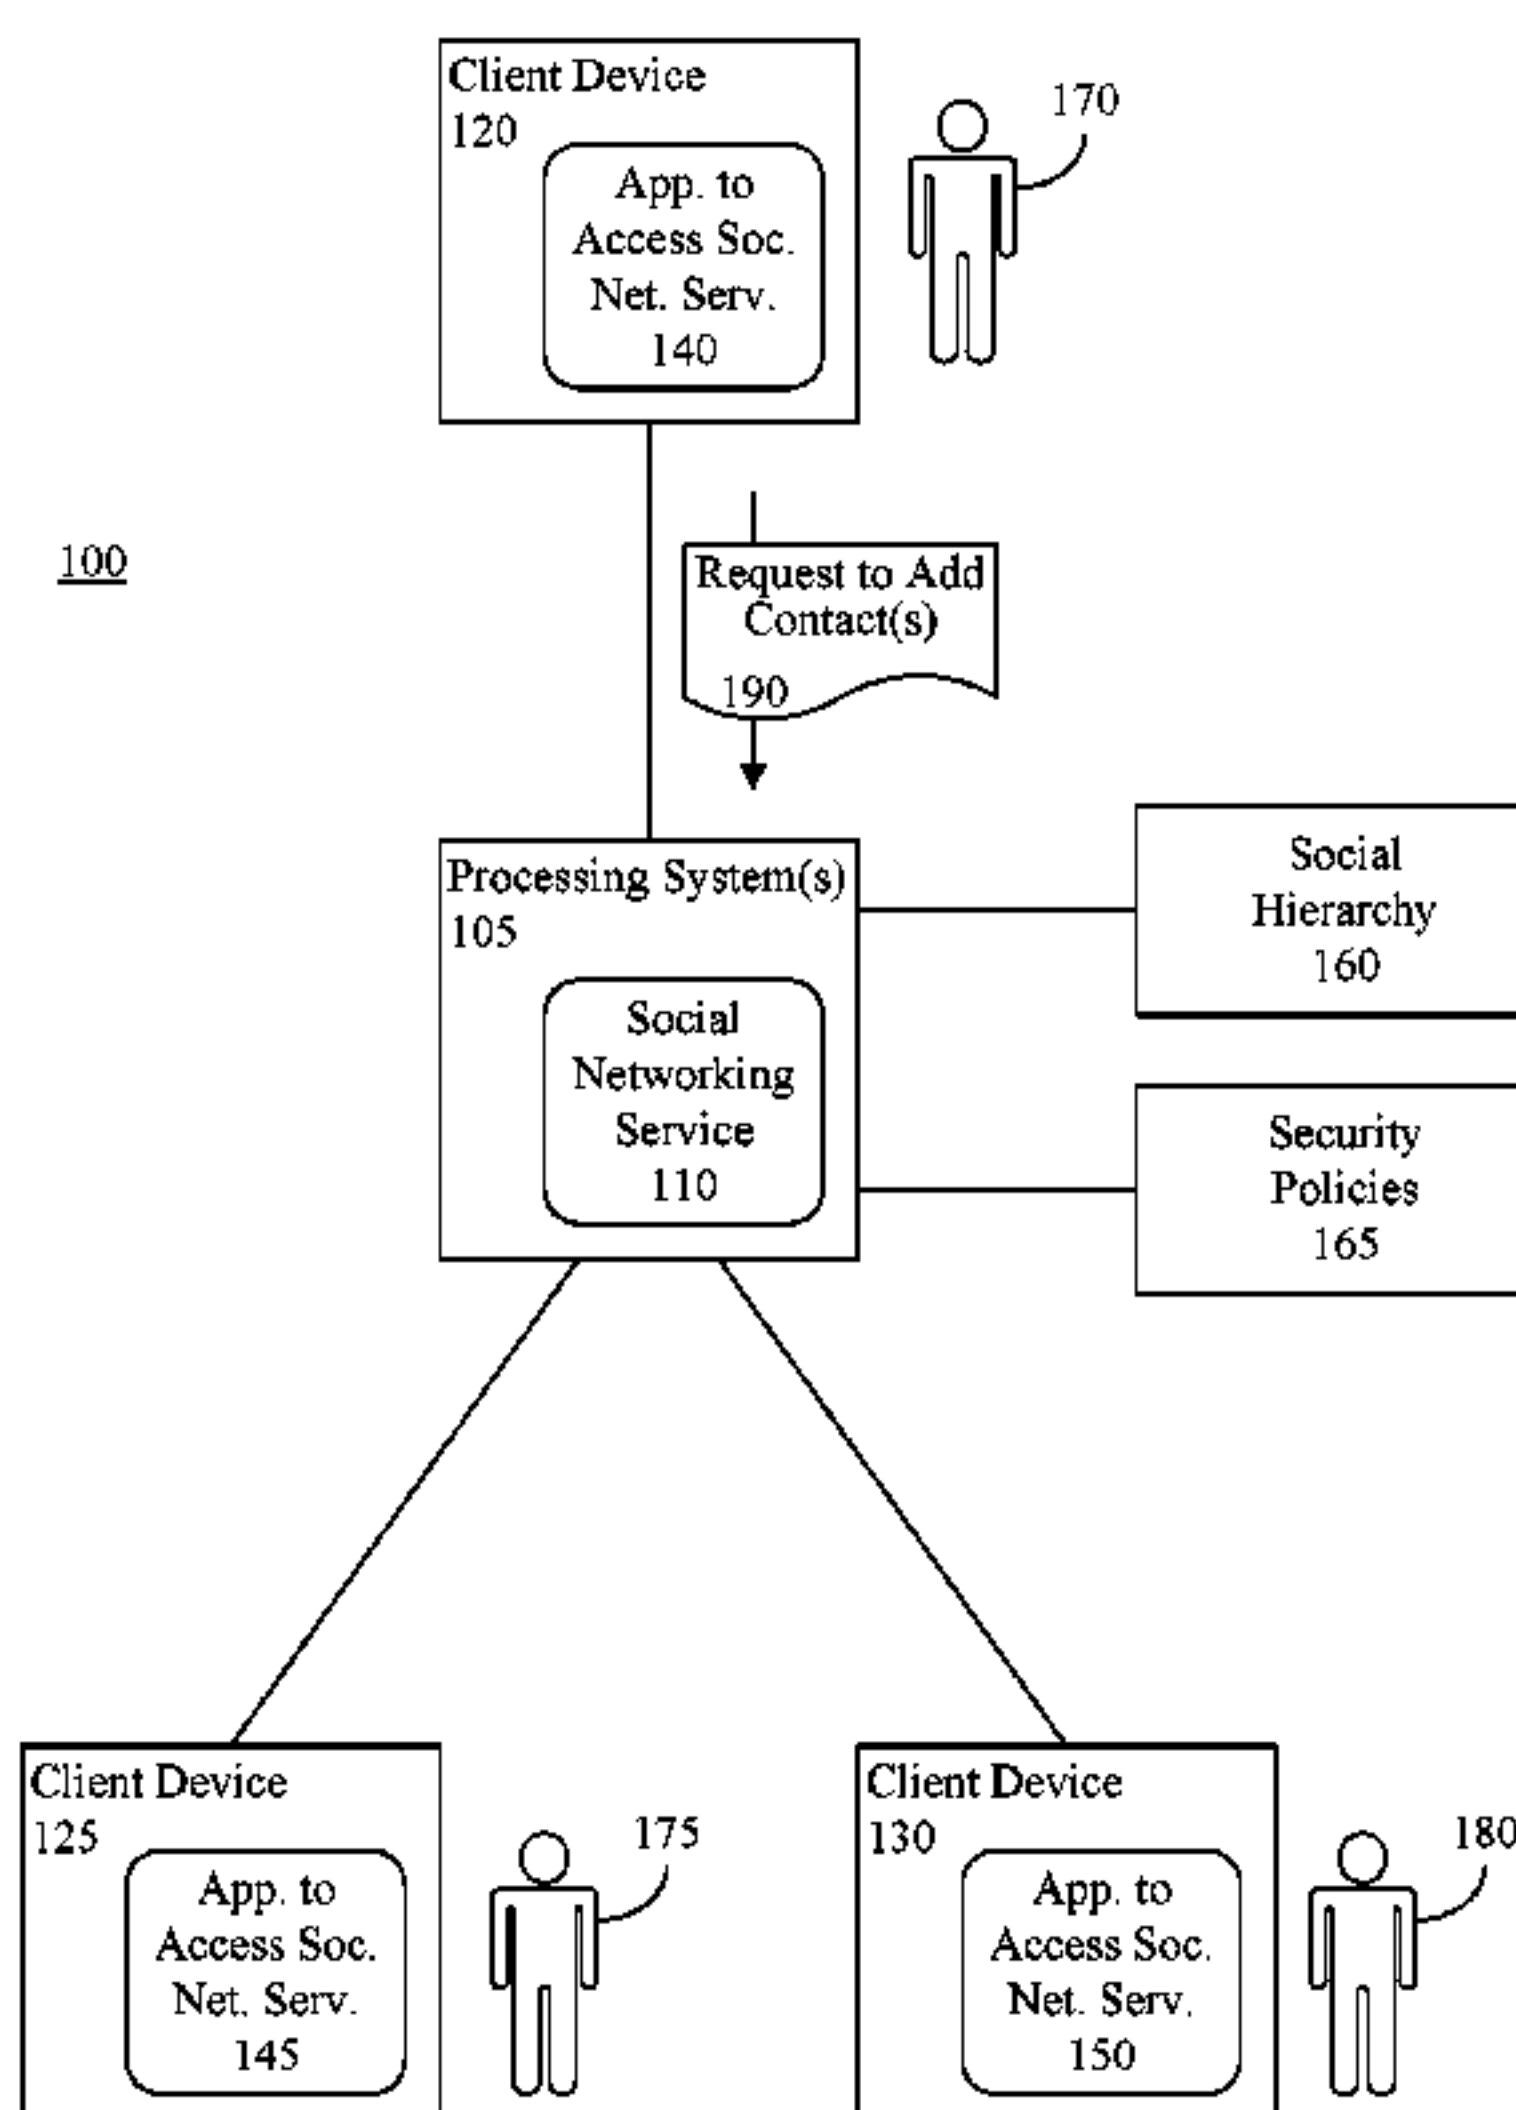 Client Device
120
App. to
Access Soc.
Net. Serv.
140
170
100
Request to Add
Contact(s)
190
Processing System(s)
105
Social
Networking
Service
110
Social
Hierarchy
160
Security
Policies
165
Client Device
125
App. to
Access Soc.
Net. Serv.
145
175
Client Device
130
App. to
Access Soc.
Net. Serv.
150
180